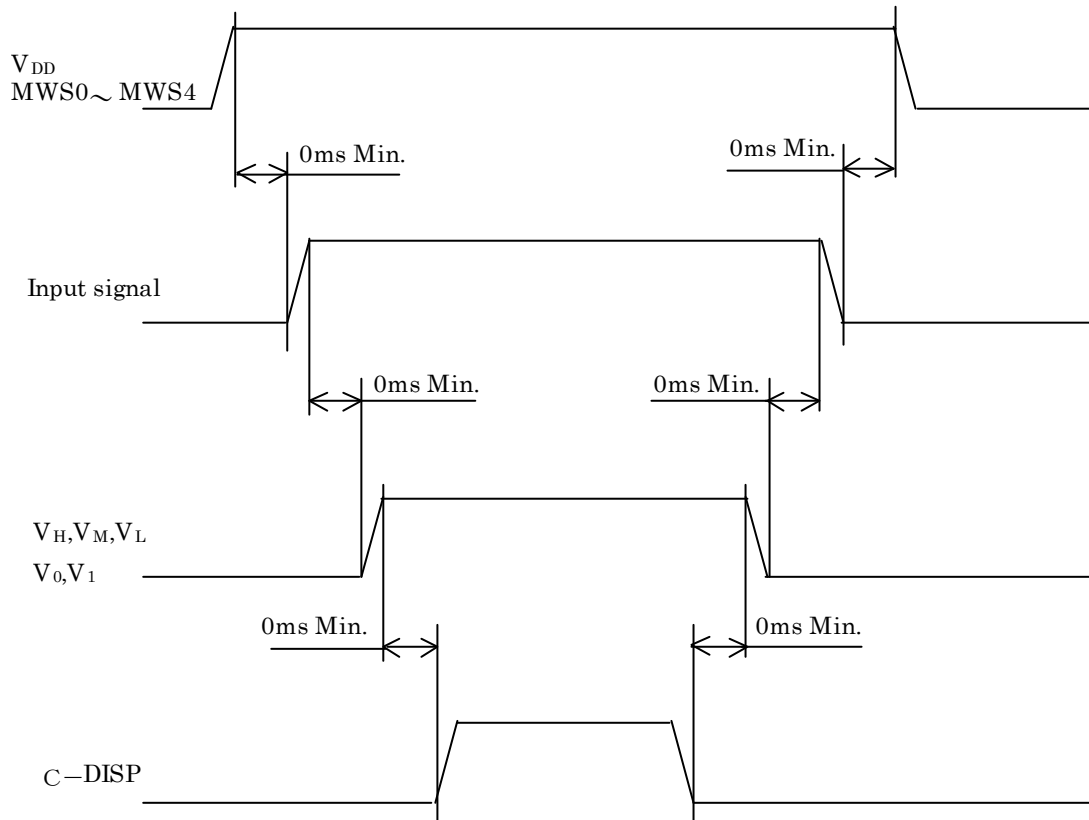 VDD
MWS0～ MWS4
0ms Min.
0ms Min.
Input signal
0ms Min.
0ms Min.
VH,VM,VL
V0,V1
0ms Min.
0ms Min.
C−DISP